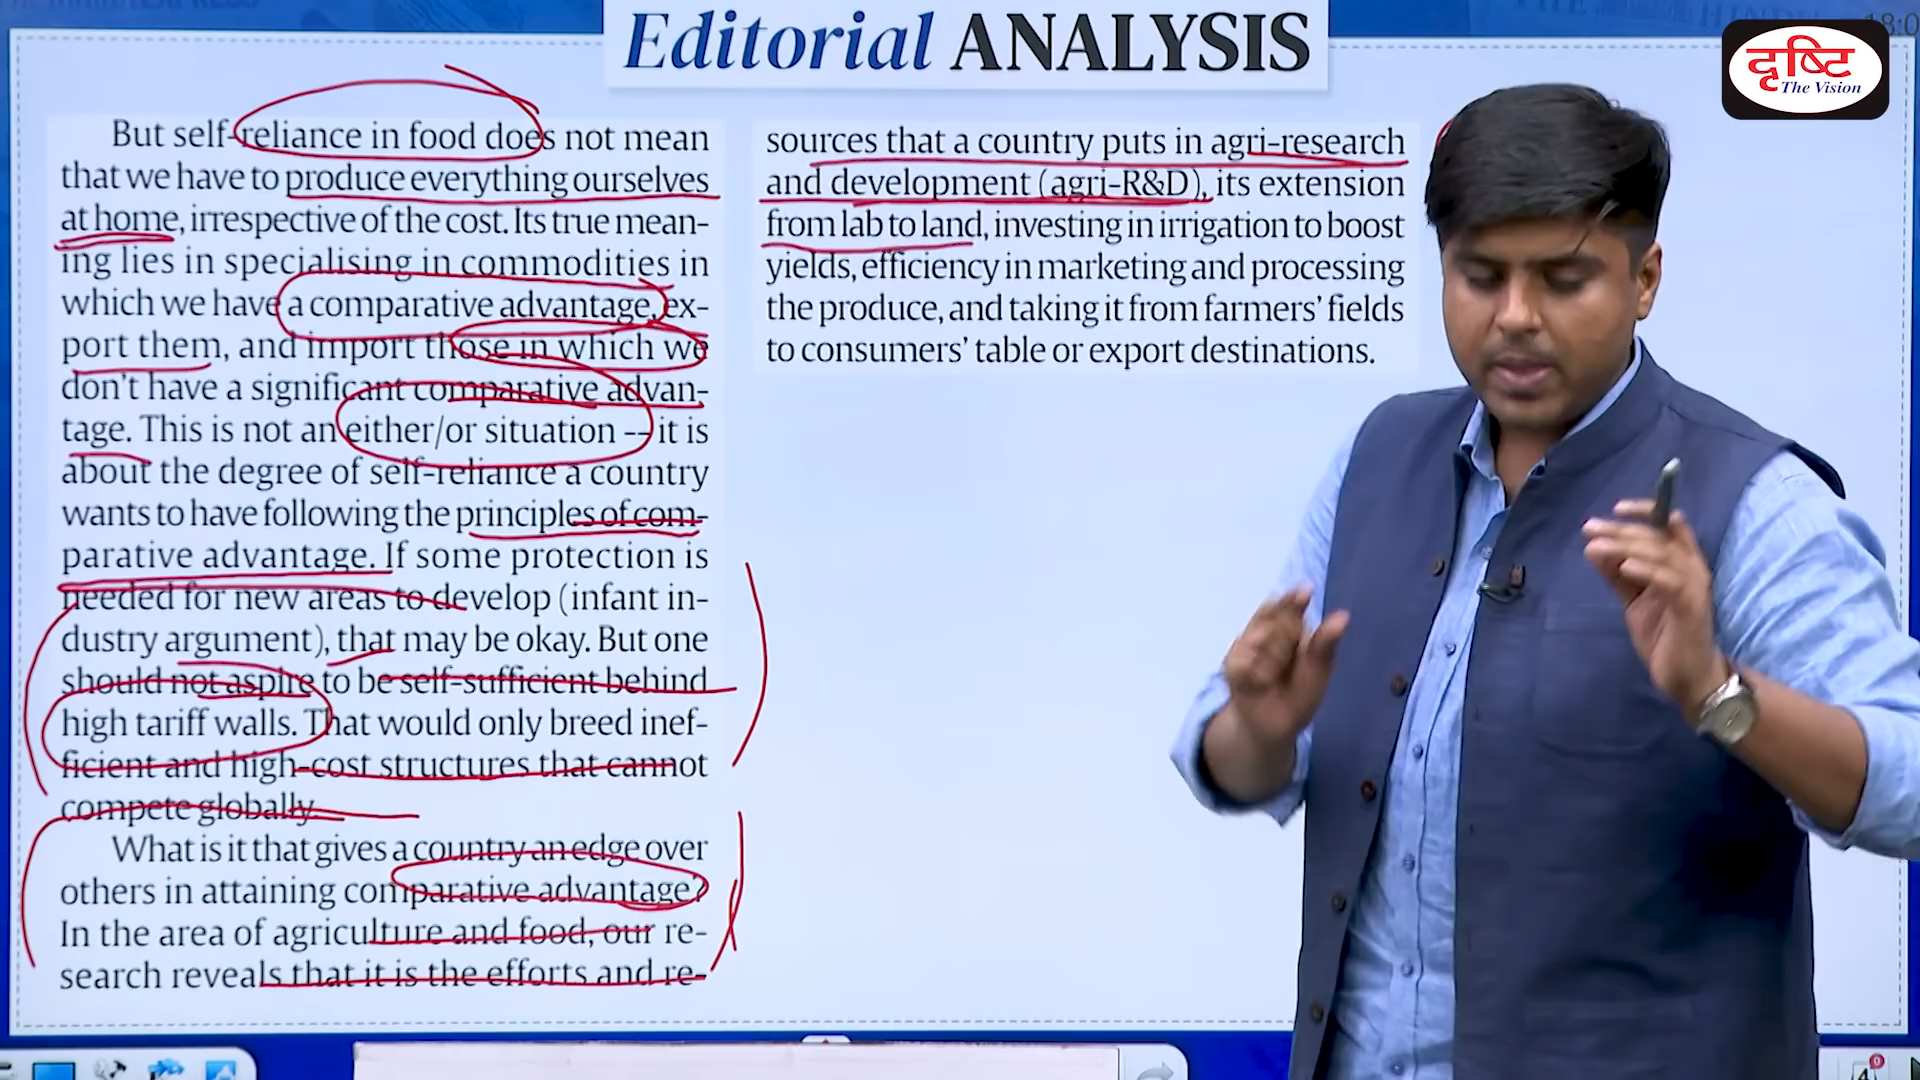 Editorial ANALYSIS
दृष्टि
The Vision
But self-reliance in food does not mean
that we have to produce everything ourselves
at home, irrespective of the cost. Its true mean-
ing lies in specialising in commodities in
which we have a comparative advantage, ex-
port them, and import those in which we
don't have a significant comparative advan-
tage. This is not an either/or situation -- it is
about the degree of self-reliance a country
wants to have following the principles of com-
parative advantage. If some protection is
needed for new areas to develop (infant in-
dustry argument), that may be okay. But one
should not aspire to be self-sufficient behind
high tariff walls. That would only breed inef-
ficient and high-cost structures that cannot
compete globally.
What is it that gives a country an edge over
others in attaining comparative advantage?
In the area of agriculture and food, our re-
search reveals that it is the efforts and re-
sources that a country puts in agri-research
and development (agri-R&D), its extension
from lab to land, investing in irrigation to boost
yields, efficiency in marketing and processing
the produce, and taking it from farmers' fields
to consumers' table or export destinations.